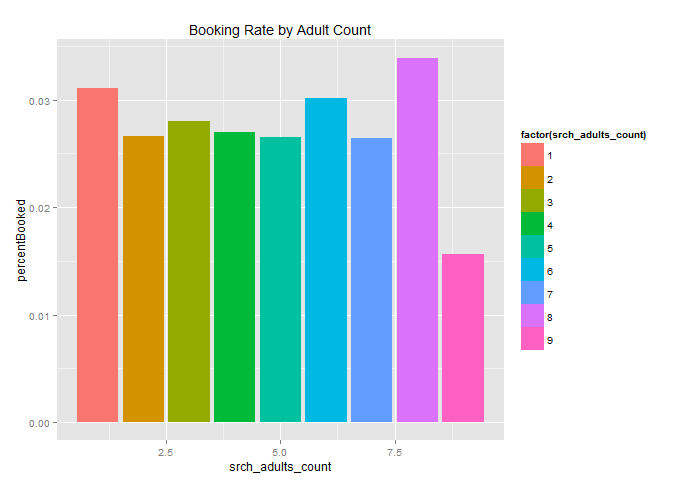 Booking Rate by Adult Count
percentBooked
0.03
0.02
0.01
0.00
2.5 5.0 7.5
srch_adults_count
factor(srch_adults_count)
1
2
3
4
5
6
7
8
9